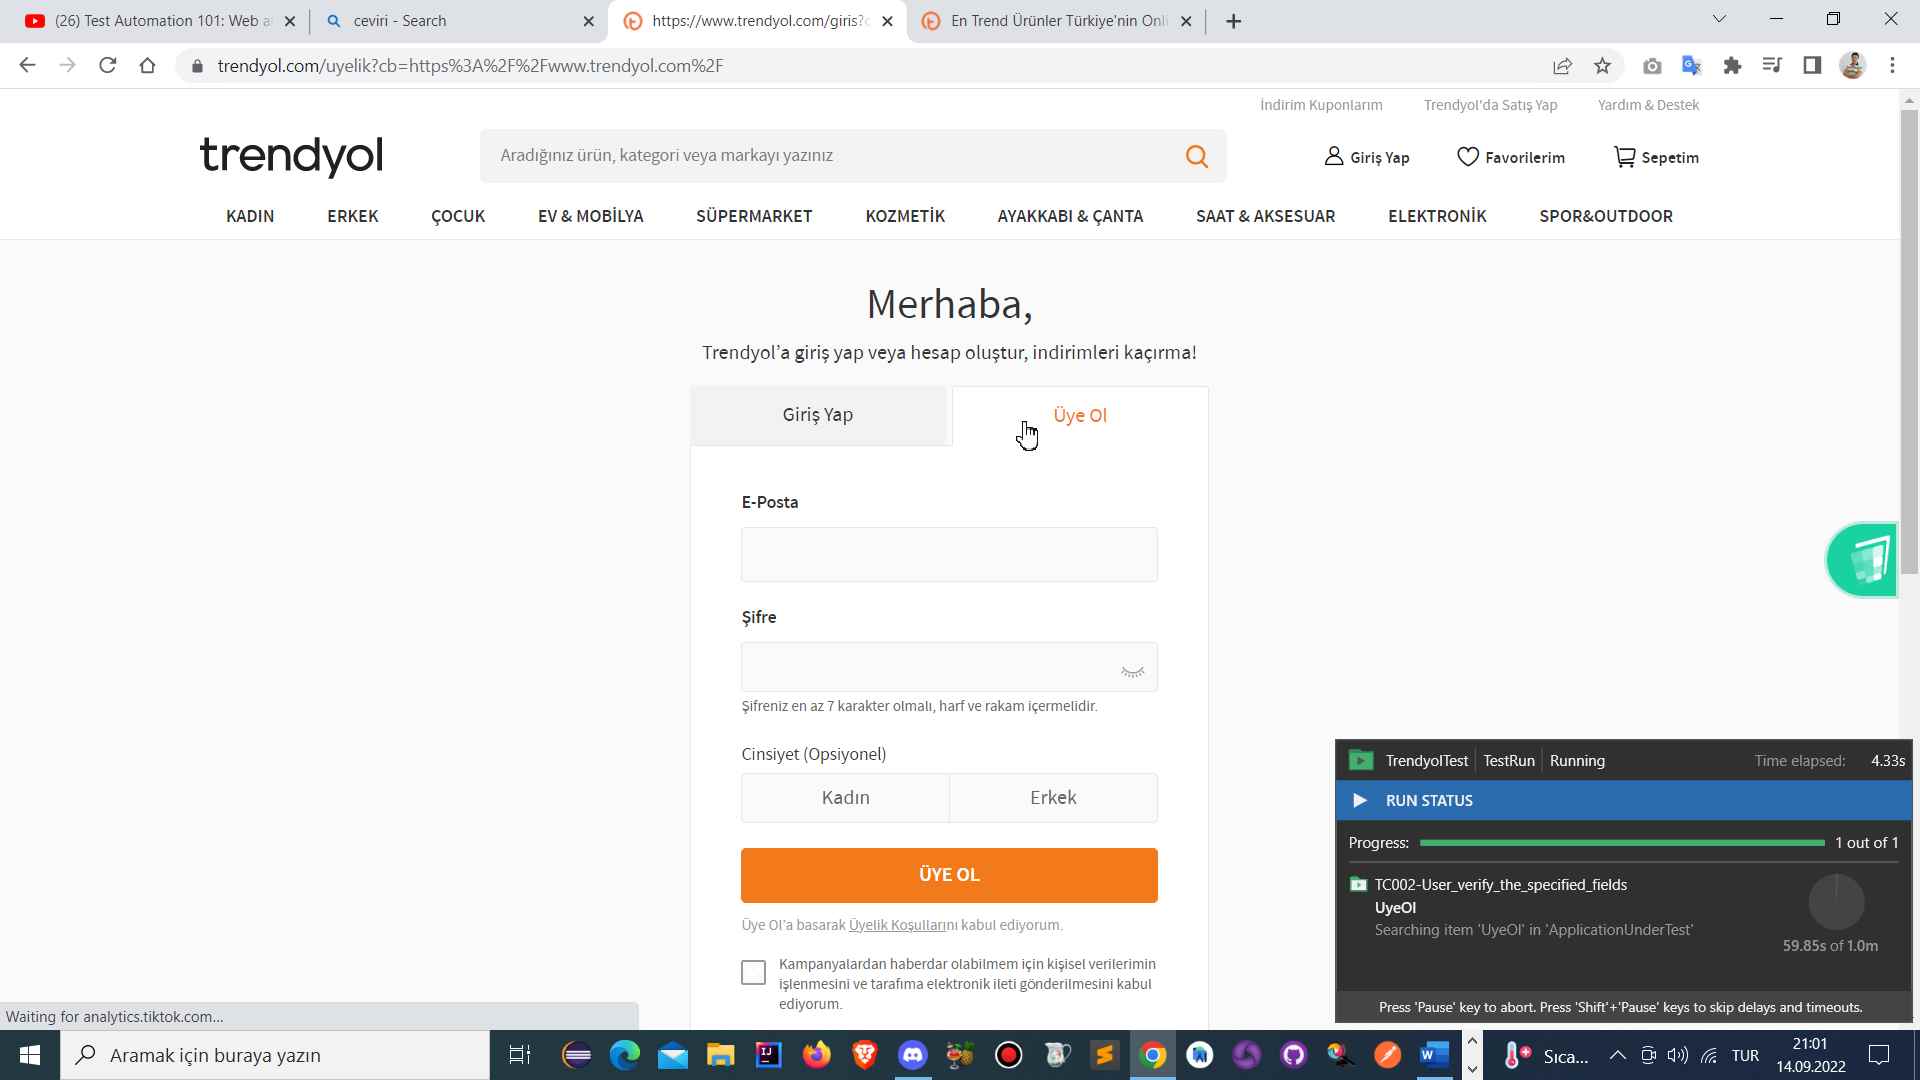 (26) Test Automation 101: Web a
ceviri - Search
https://www.trendyol.com/giris?c
En Trend Ürünler Türkiye'nin Onli
trendyol.com/uyelik?cb=https%3A%2F%2Fwww.trendyol.com%2F
İndirim Kuponlarım
Trendyol'da Satış Yap
Yardım & Destek
trendyol
Aradığınız ürün, kategori veya markayı yazınız
Giriş Yap
Favorilerim
Sepetim
KADIN
ERKEK
ÇOCUK
EV & MOBİLYA
SÜPERMARKET
KOZMETİK
AYAKKABI & ÇANTA
SAAT & AKSESUAR
ELEKTRONİK
SPOR&OUTDOOR
Merhaba,
Trendyol’a giriş yap veya hesap oluştur, indirimleri kaçırma!
Giriş Yap
Üye Ol
E-Posta
Şifre
Şifreniz en az 7 karakter olmalı, harf ve rakam içermelidir.
Cinsiyet (Opsiyonel)
Kadın
Erkek
ÜYE OL
Üye Ol’a basarak Üyelik Koşullarını kabul ediyorum.
Kampanyalardan haberdar olabilmem için kişisel verilerimin
işlenmesini ve tarafıma elektronik ileti gönderilmesini kabul
ediyorum.
TrendyolTest
TestRun
Running
Time elapsed:
4.33s
RUN STATUS
Progress:
1 out of 1
TC002-User_verify_the_specified_fields
UyeOl
Searching item 'UyeOl' in 'ApplicationUnderTest'
59.85s of 1.0m
Press 'Pause' key to abort. Press 'Shift'+'Pause' keys to skip delays and timeouts.
Waiting for analytics.tiktok.com...
Aramak için buraya yazın
Sıca...
TUR
21:01
14.09.2022